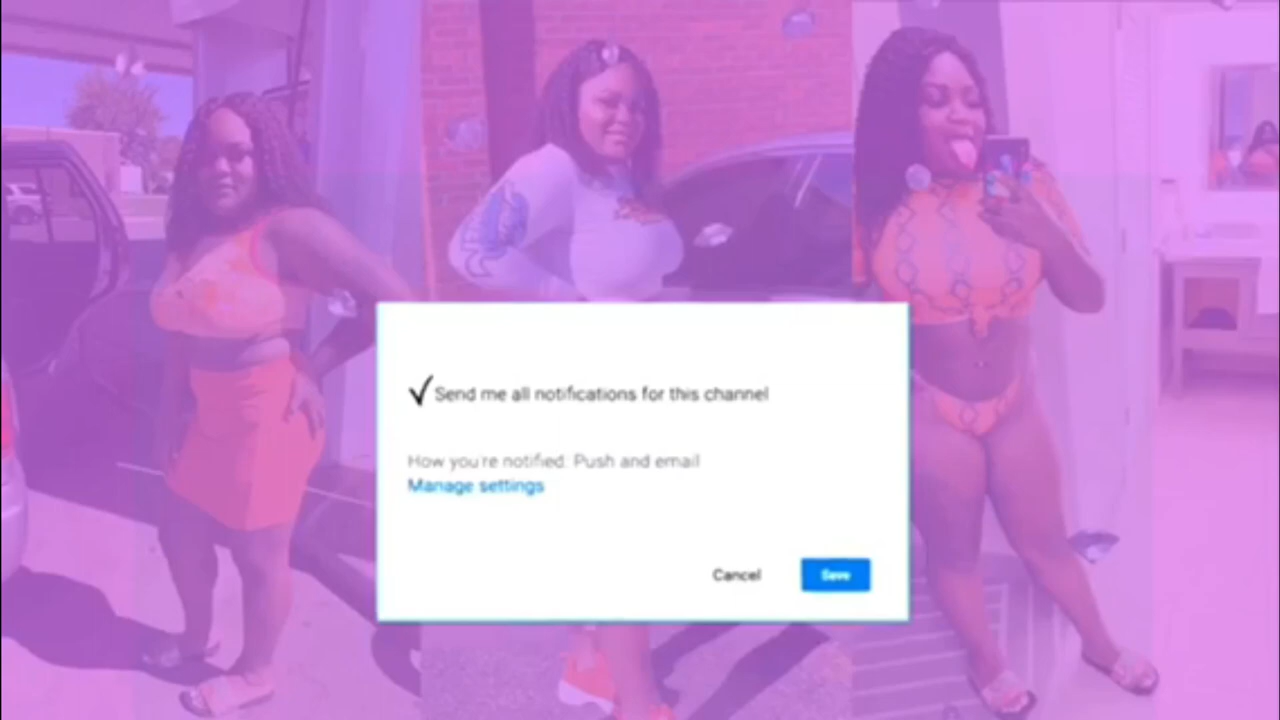 Send me all notifications for this channel
How you're notified: Push and email
Manage settings
Cancel
Save